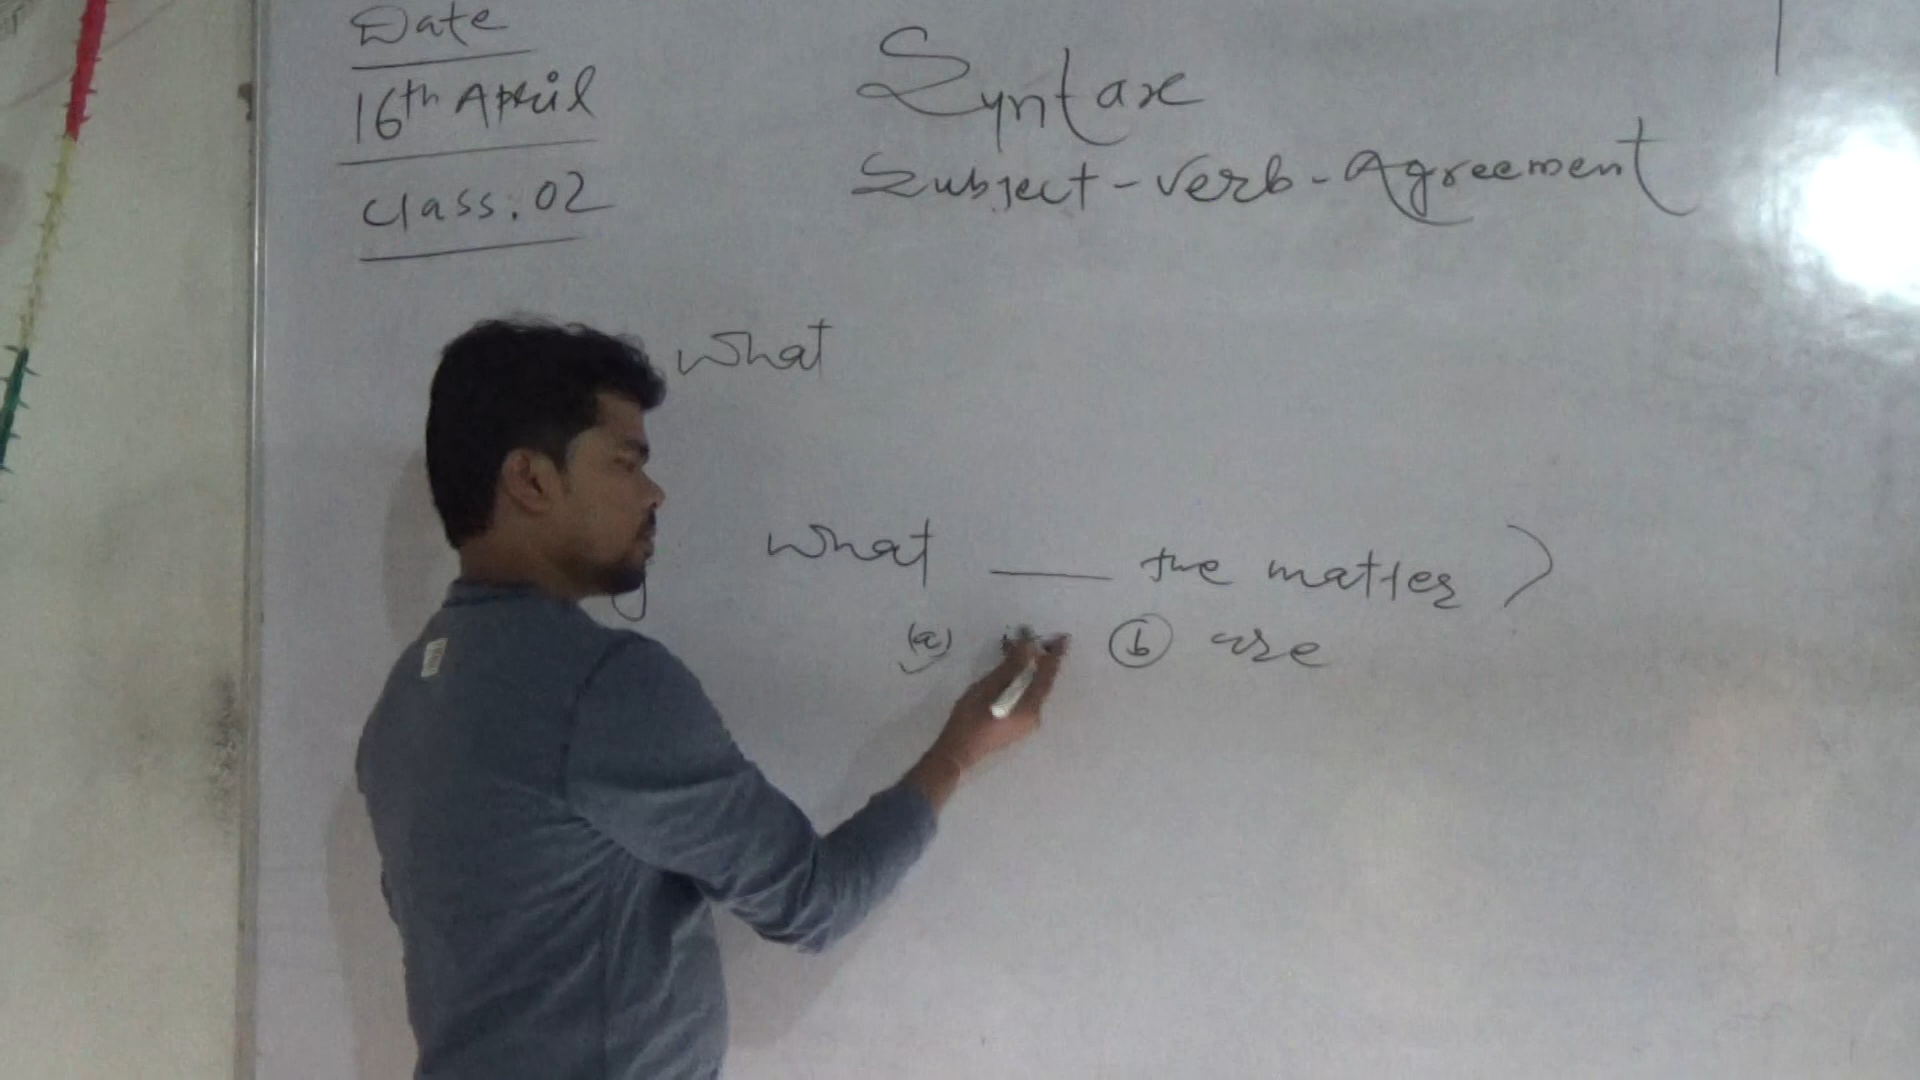 Date
16th April
Class: 02
Syntax
Subject-Verb-Agreement
What
What ___ the matter ?
(a) (b) are